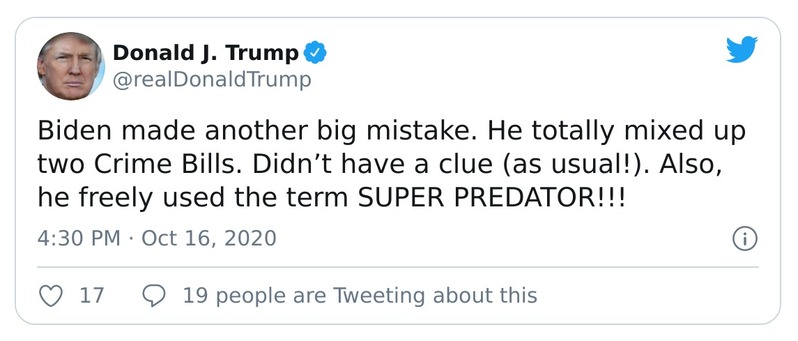 Donald J. Trump
@realDonaldTrump
Biden made another big mistake. He totally mixed up
two Crime Bills. Didn’t have a clue (as usual!). Also,
he freely used the term SUPER PREDATOR!!!
4:30 PM · Oct 16, 2020
17 19 people are Tweeting about this